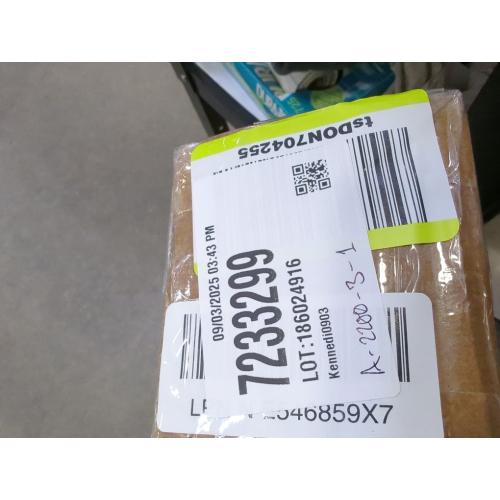 tsDON704255
09/03/2025 03:43 PM
7233299
LOT:186024916
Kennedi0903
A-2200-3-1
2546859X7